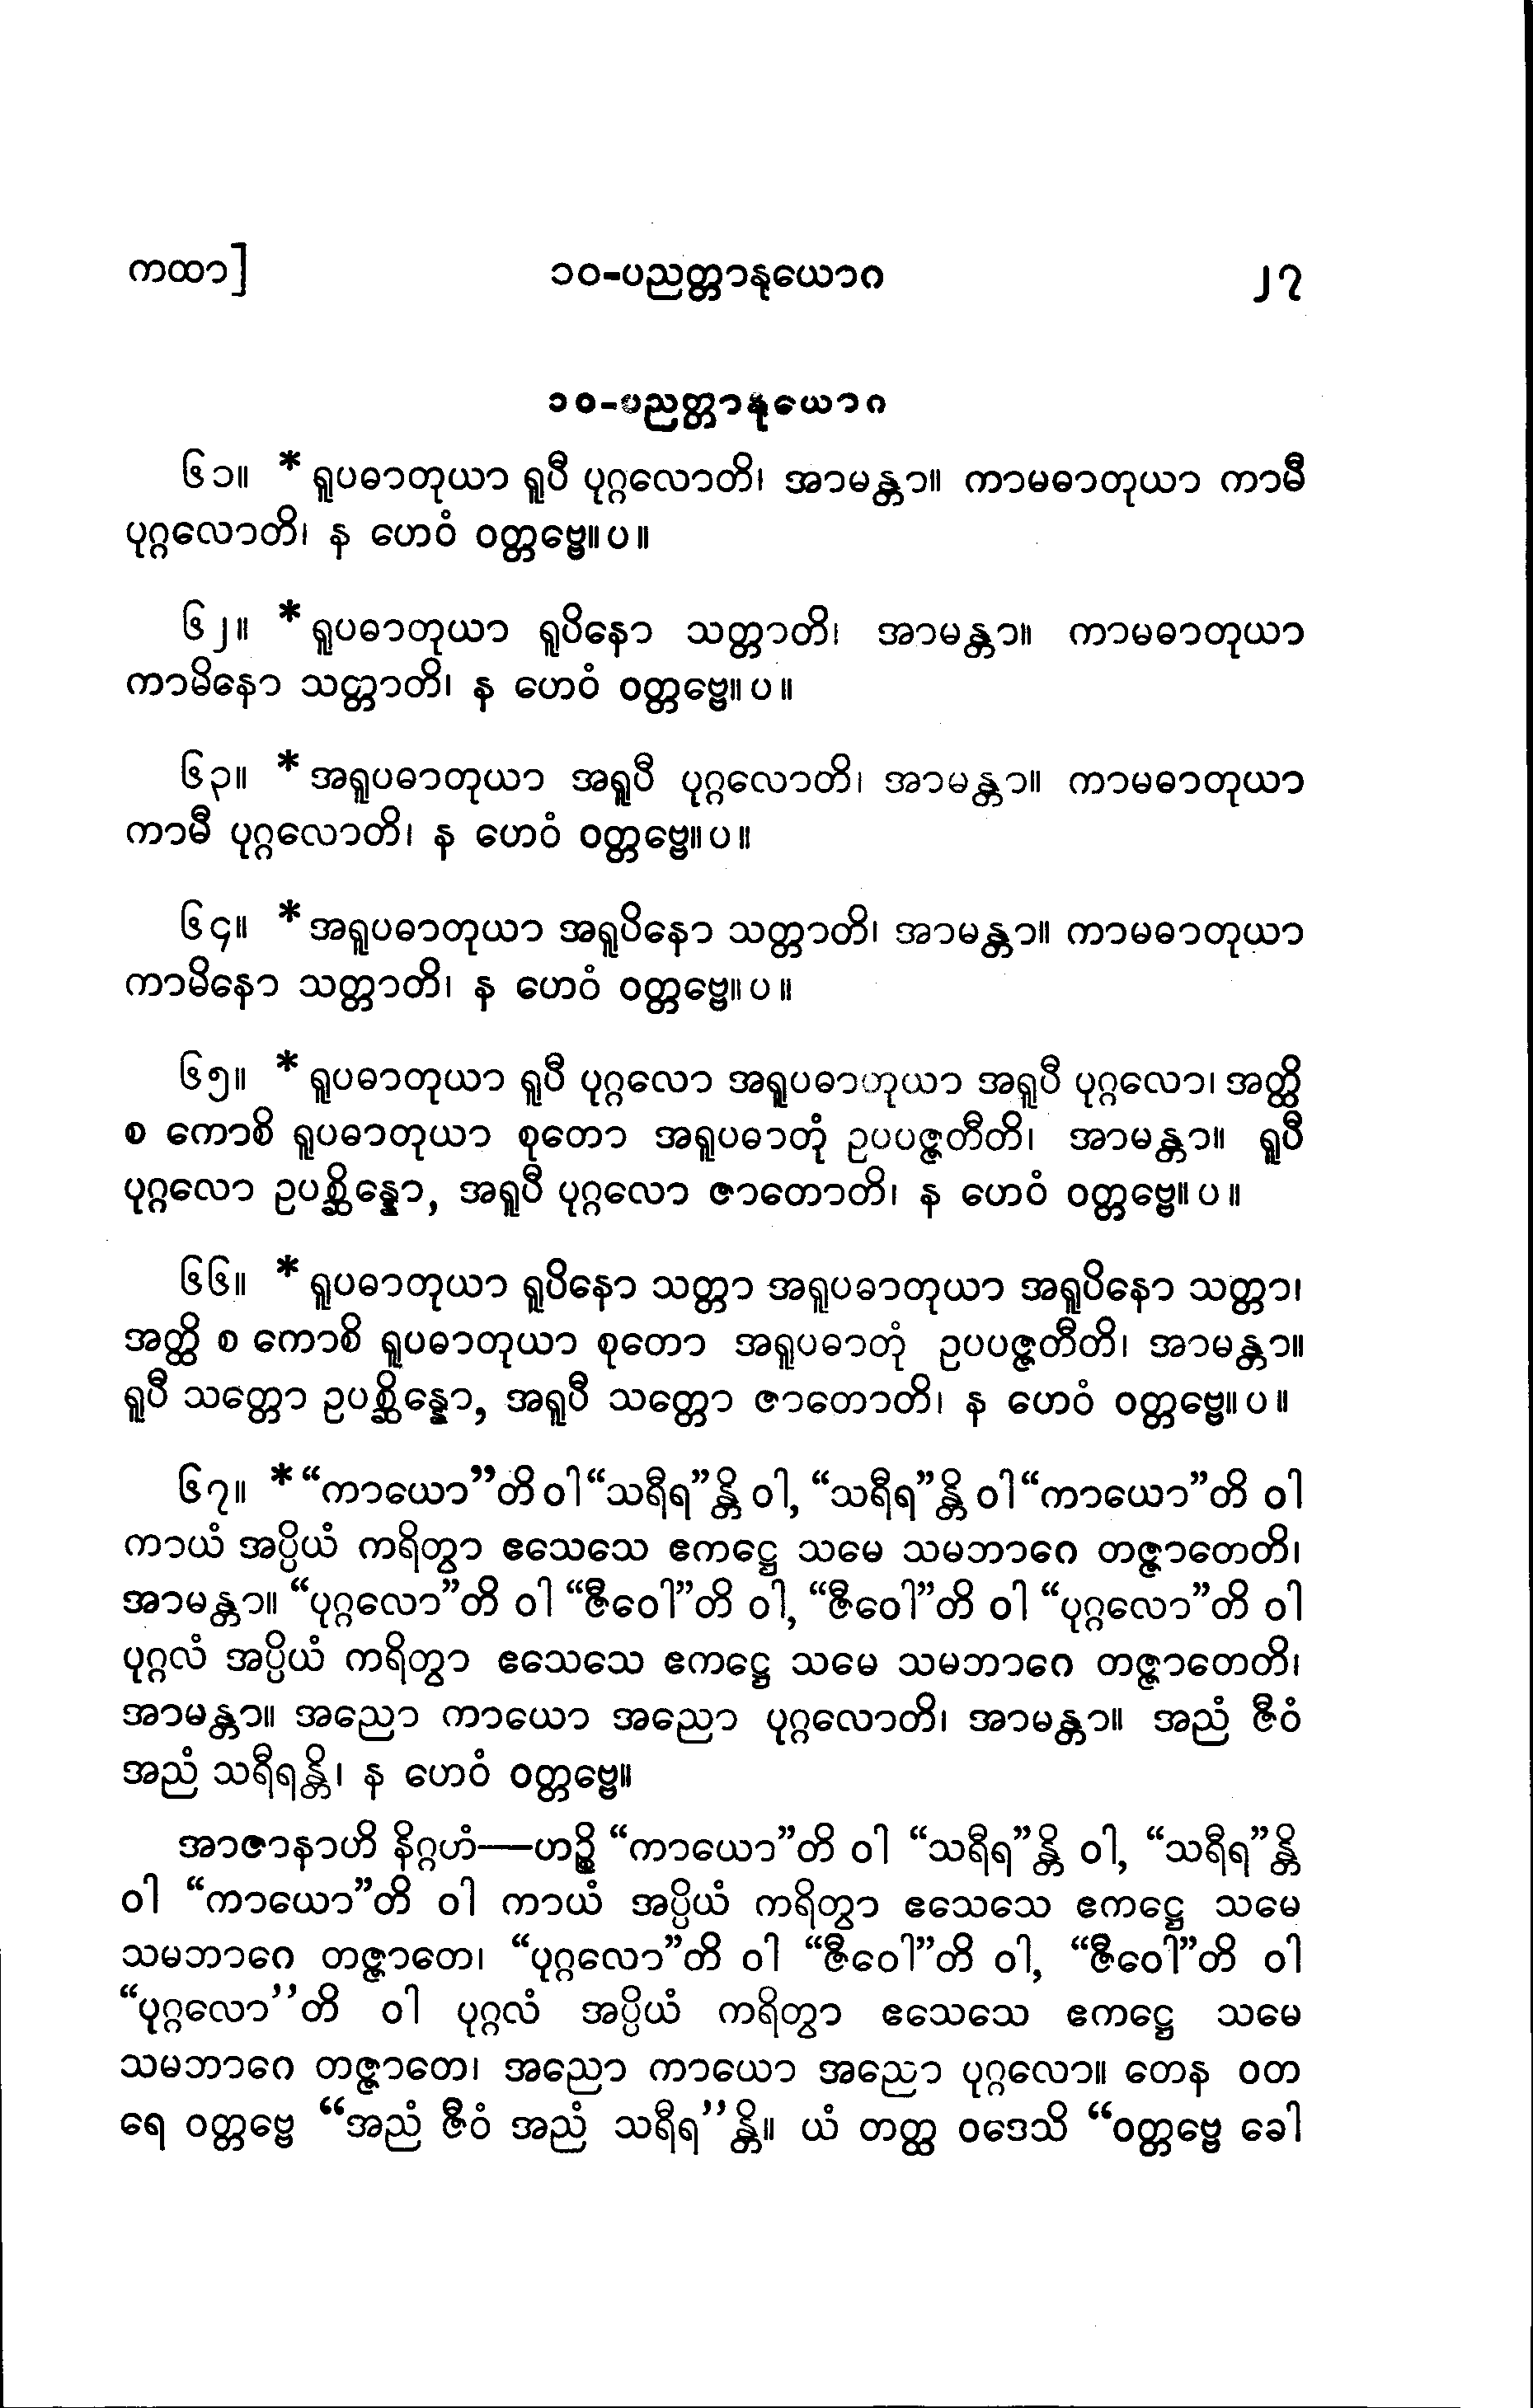 ကထာ]
၁၀-ပညတ္တာနုယောဂ
၂၇
၁၀-ပညတ္တာနုယောဂ
၆၁။ * ရူပဓာတုယာ ရူပီ ပုဂ္ဂလောတိ၊ အာမန္တာ။ ကာမဓာတုယာ ကာမီ
ပုဂ္ဂလောတိ၊ န ဟေဝံ ဝတ္တဗ္ဗေ။ ပ ။
၆၂။ * ရူပဓာတုယာ ရူပိနော သတ္တာတိ၊ အာမန္တာ။ ကာမဓာတုယာ
ကာမိနော သတ္တာတိ၊ န ဟေဝံ ဝတ္တဗ္ဗေ။ ပ ။
၆၃။ * အရူပဓာတုယာ အရူပီ ပုဂ္ဂလောတိ၊ အာမန္တာ။ ကာမဓာတုယာ
ကာမီ ပုဂ္ဂလောတိ၊ န ဟေဝံ ဝတ္တဗ္ဗေ။ ပ ။
၆၄။ * အရူပဓာတုယာ အရူပိနော သတ္တာတိ၊ အာမန္တာ။ ကာမဓာတုယာ
ကာမိနော သတ္တာတိ၊ န ဟေဝံ ဝတ္တဗ္ဗေ။ ပ ။
၆၅။ * ရူပဓာတုယာ ရူပီ ပုဂ္ဂလော အရူပဓာတုယာ အရူပီ ပုဂ္ဂလော၊ အတ္ထိ
စ ကောစိ ရူပဓာတုယာ စုတော အရူပဓာတုံ ဥပပဇ္ဇတီတိ၊ အာမန္တာ။ ရူပီ
ပုဂ္ဂလော ဥပစ္ဆိန္နော, အရူပီ ပုဂ္ဂလော ဇာတောတိ၊ န ဟေဝံ ဝတ္တဗ္ဗေ။ ပ ။
၆၆။ * ရူပဓာတုယာ ရူပိနော သတ္တာ အရူပဓာတုယာ အရူပိနော သတ္တာ၊
အတ္ထိ စ ကောစိ ရူပဓာတုယာ စုတော အရူပဓာတုံ ဥပပဇ္ဇတီတိ၊ အာမန္တာ။
ရူပီ သတ္တော ဥပစ္ဆိန္နော, အရူပီ သတ္တော ဇာတောတိ၊ န ဟေဝံ ဝတ္တဗ္ဗေ။ ပ ။
၆၇။ * “ကာယော”တိ ဝါ “သရီရ”န္တိ ဝါ, “သရီရ”န္တိ ဝါ “ကာယော”တိ ဝါ
ကာယံ အပ္ပိယံ ကရိတွာ ဧသေသေ ဧကဋ္ဌေ သမေ သမဘာဂေ တဇ္ဇာတေတိ၊
အာမန္တာ။ “ပုဂ္ဂလော”တိ ဝါ “ဇီဝေါ”တိ ဝါ, “ဇီဝေါ”တိ ဝါ “ပုဂ္ဂလော”တိ ဝါ
ပုဂ္ဂလံ အပ္ပိယံ ကရိတွာ ဧသေသေ ဧကဋ္ဌေ သမေ သမဘာဂေ တဇ္ဇာတေတိ၊
အာမန္တာ။ အညော ကာယော အညော ပုဂ္ဂလောတိ၊ အာမန္တာ။ အညံ ဇီဝံ
အညံ သရီရန္တိ၊ န ဟေဝံ ဝတ္တဗ္ဗေ။
အာဇာနာဟိ နိဂ္ဂဟံ—ဟဉ္စိ “ကာယော”တိ ဝါ “သရီရ”န္တိ ဝါ, “သရီရ”န္တိ
ဝါ “ကာယော”တိ ဝါ ကာယံ အပ္ပိယံ ကရိတွာ ဧသေသေ ဧကဋ္ဌေ သမေ
သမဘာဂေ တဇ္ဇာတေ၊ “ပုဂ္ဂလော”တိ ဝါ “ဇီဝေါ”တိ ဝါ, “ဇီဝေါ”တိ ဝါ
“ပုဂ္ဂလော’’တိ ဝါ ပုဂ္ဂလံ အပ္ပိယံ ကရိတွာ ဧသေသေ ဧကဋ္ဌေ သမေ
သမဘာဂေ တဇ္ဇာတေ၊ အညော ကာယော အညော ပုဂ္ဂလော။ တေန ဝတ
ရေ ဝတ္တဗ္ဗေ “အညံ ဇီဝံ အညံ သရီရ’’န္တိ။ ယံ တတ္ထ ဝဒေသိ “ဝတ္တဗ္ဗေ ခေါ